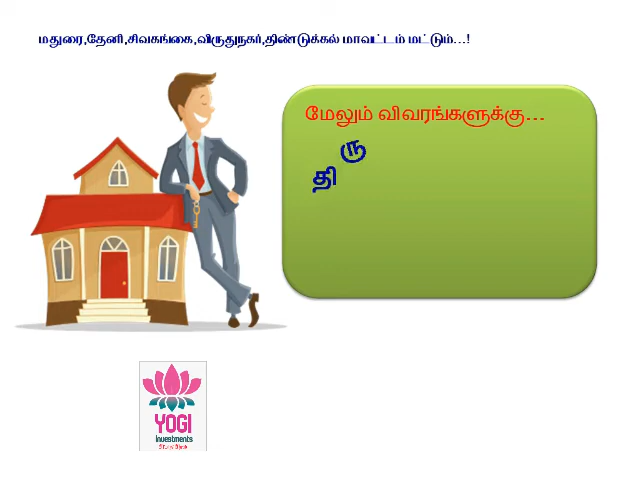 மதுரை,தேனி,சிவகங்கை,விருதுநகர்,திண்டுக்கல் மாவட்டம் மட்டும்...!
மேலும் விவரங்களுக்கு...
திரு
YOGI
investments